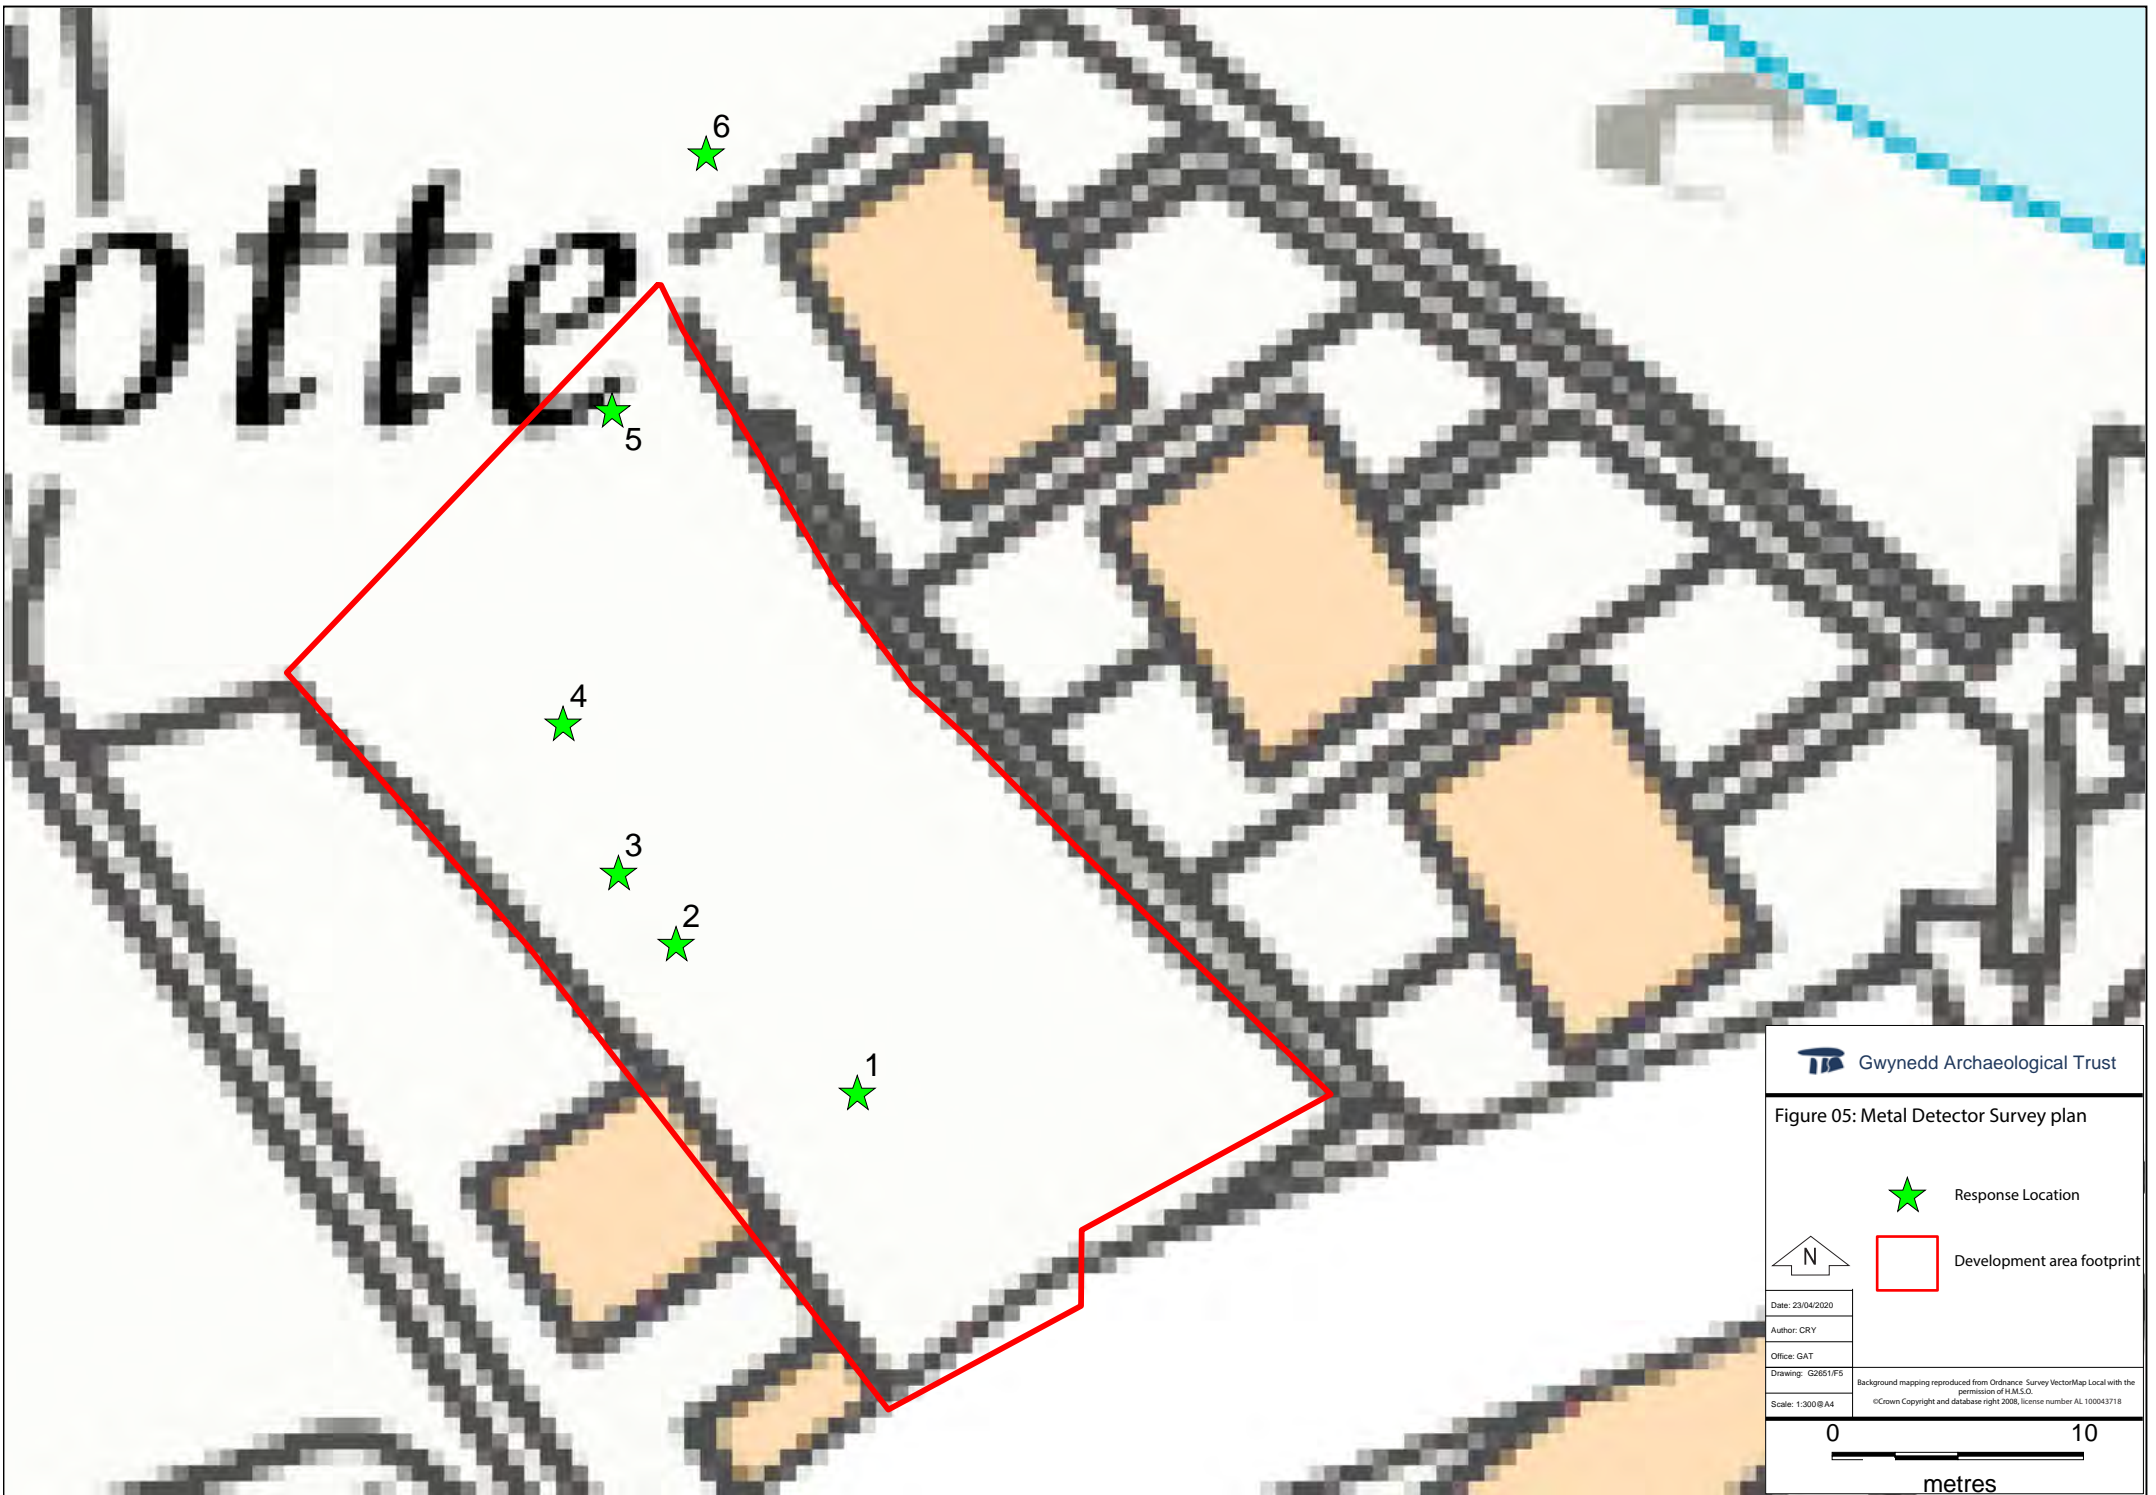 6
otte
5
4
3
2
1
Gwynedd Archaeological Trust
Figure 05: Metal Detector Survey plan
Response Location
N
Development area footprint
Date: 23/04/2020
Author: CRY
Office: GAT
Drawing: G2651/F5
Scale: 1:300@A4
Background mapping reproduced from Ordnance Survey VectorMap Local with the
permission of H.M.S.O.
©Crown Copyright and database right 2008, license number AL 100043718
0 10
metres